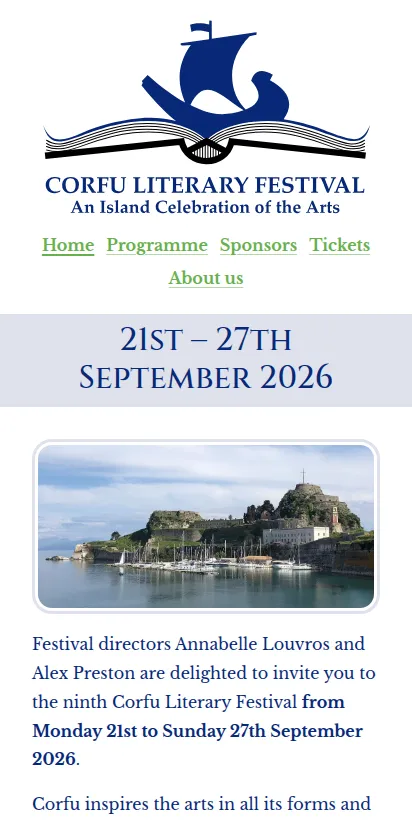 CORFU LITERARY FESTIVAL
An Island Celebration of the Arts
Home Programme Sponsors Tickets
About us
21st – 27th
September 2026
Festival directors Annabelle Louvros and
Alex Preston are delighted to invite you to
the ninth Corfu Literary Festival from
Monday 21st to Sunday 27th September
2026.
Corfu inspires the arts in all its forms and